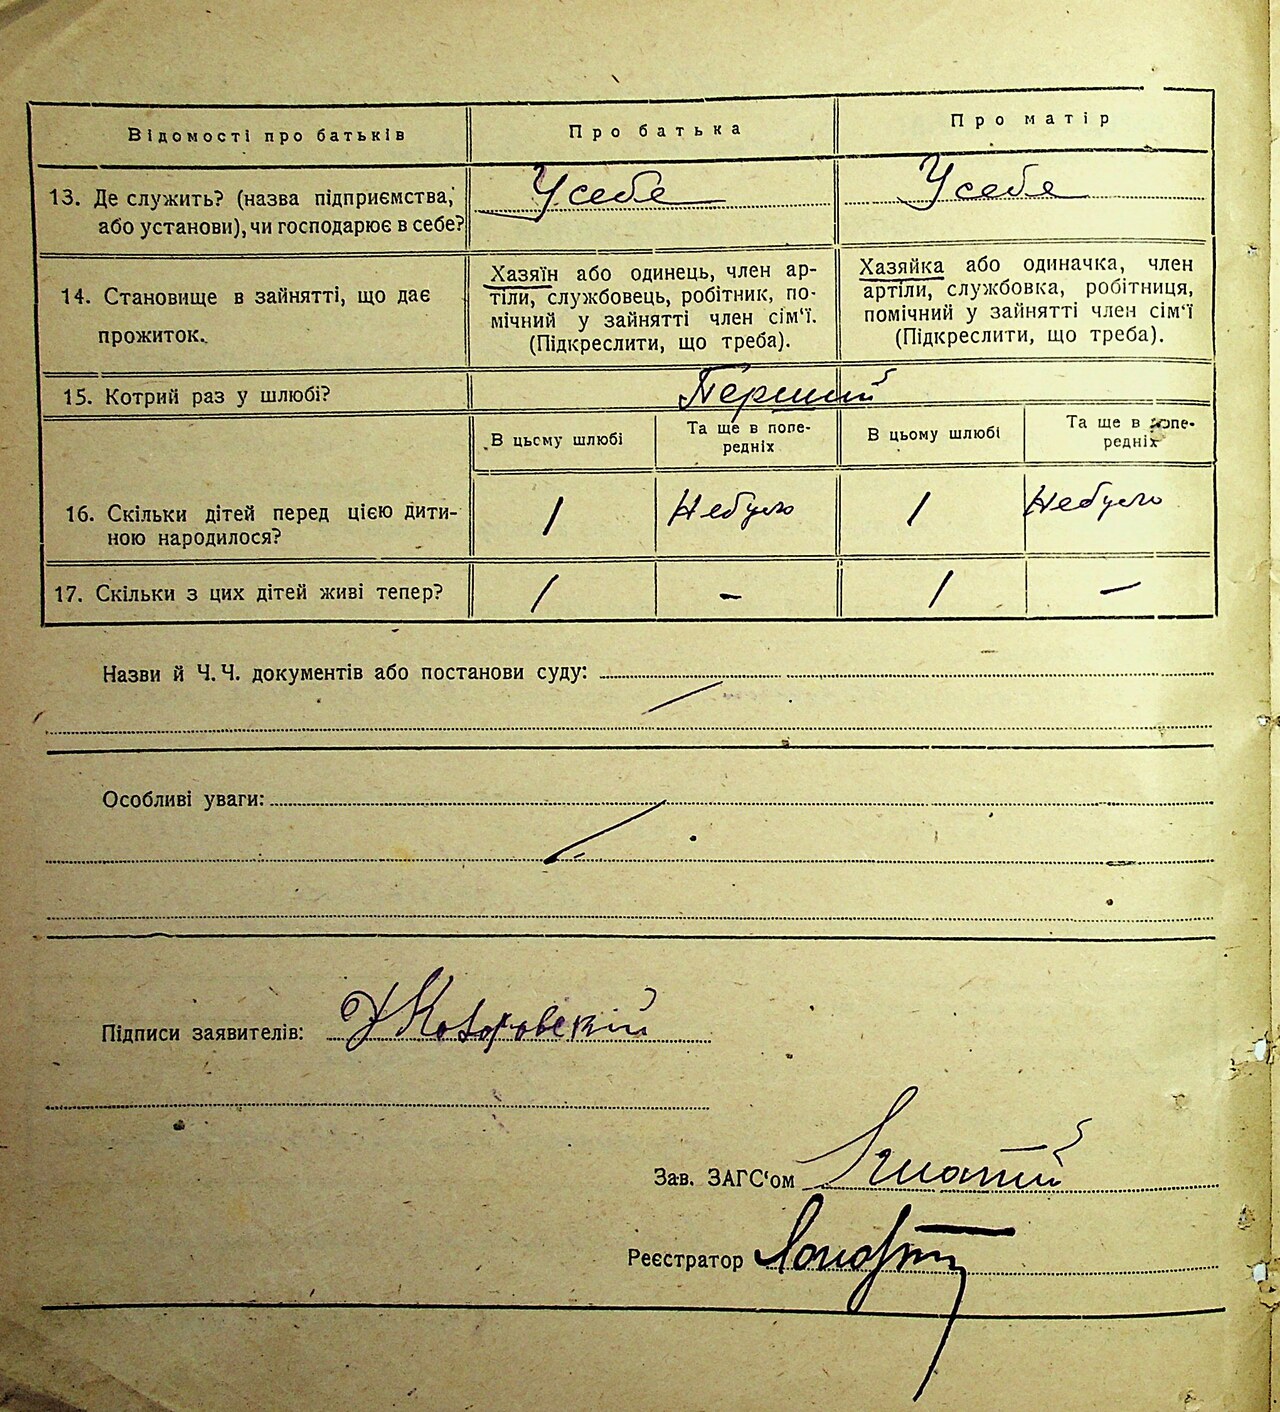 Відомості про батьків
Про батька
Про матір
13. Де служить? (назва підприємства,
або установи), чи господарює в себе?
У себе
У себе
14. Становище в зайнятті, що дає
прожиток.
Хазяїн або одинець, член ар-
тіли, службовець, робітник, по-
мічний у зайнятті член сім'ї.
(Підкреслити, що треба).
Хазяйка або одиначка, член
артіли, службовка, робітниця,
помічний у зайнятті член сім'ї
(Підкреслити, що треба).
15. Котрий раз у шлюбі?
Перший
В цьому шлюбі
Та ще в попе-
редніх
В цьому шлюбі
Та ще в попе-
редніх
16. Скільки дітей перед цією дити-
ною народилося?
1
Небуло
1
Небуло
17. Скільки з цих дітей живі тепер?
1
-
1
-
Назви й Ч. Ч. документів або постанови суду:
Особливі уваги:
Підписи заявителів:
Зав. ЗАГС'ом
Реєстратор